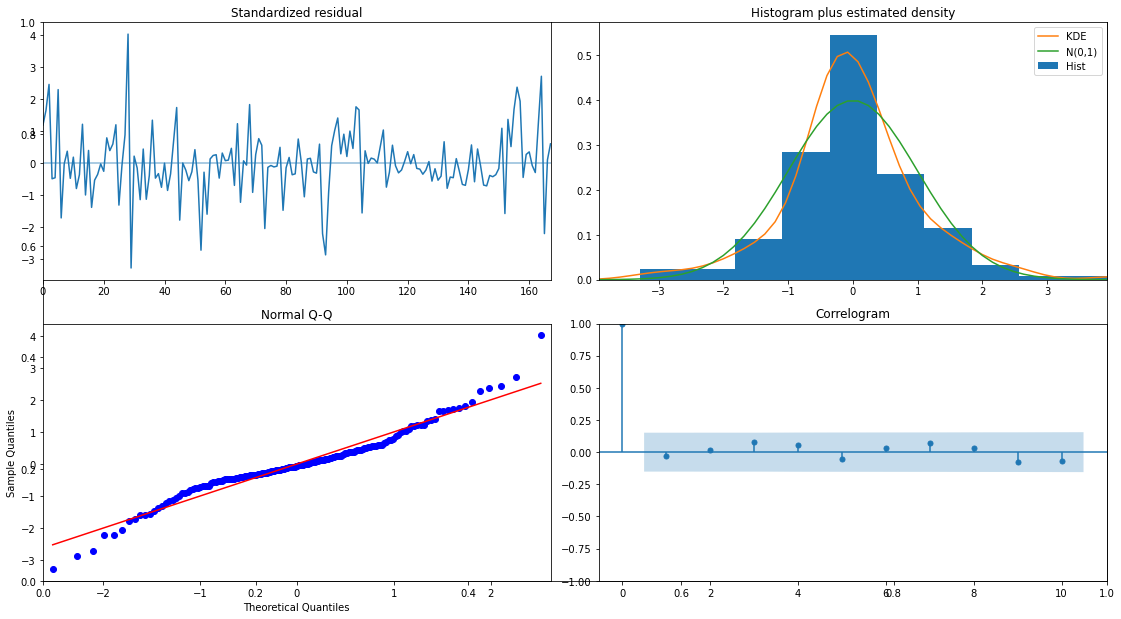 Standardized residual
1.0
4
3
2
1
0.8
0
−1
−2
0.6
−3
0 20 40 60 80 100 120 140 160
Histogram plus estimated density
KDE
N(0,1)
Hist
0.5
0.4
0.3
0.2
0.1
0.0
−3 −2 −1 0 1 2 3
Normal Q-Q
Sample Quantiles
4
0.4
3
2
1
0
0.2
−1
−2
−3
0.0
0.0 −2 −1 0.2 0 1 0.4 2
Theoretical Quantiles
Correlogram
1.00
0.75
0.50
0.25
0.00
−0.25
−0.50
−0.75
−1.00
0 0.6 2 4 6 0.8 8 10 1.0